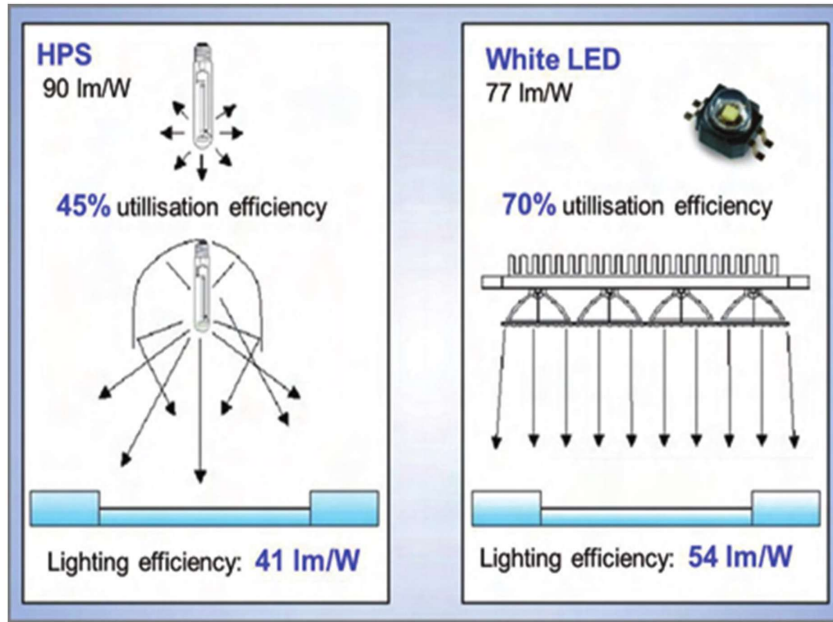 HPS
90 lm/W
45% utillisation efficiency
Lighting efficiency: 41 lm/W
White LED
77 lm/W
70% utillisation efficiency
Lighting efficiency: 54 lm/W